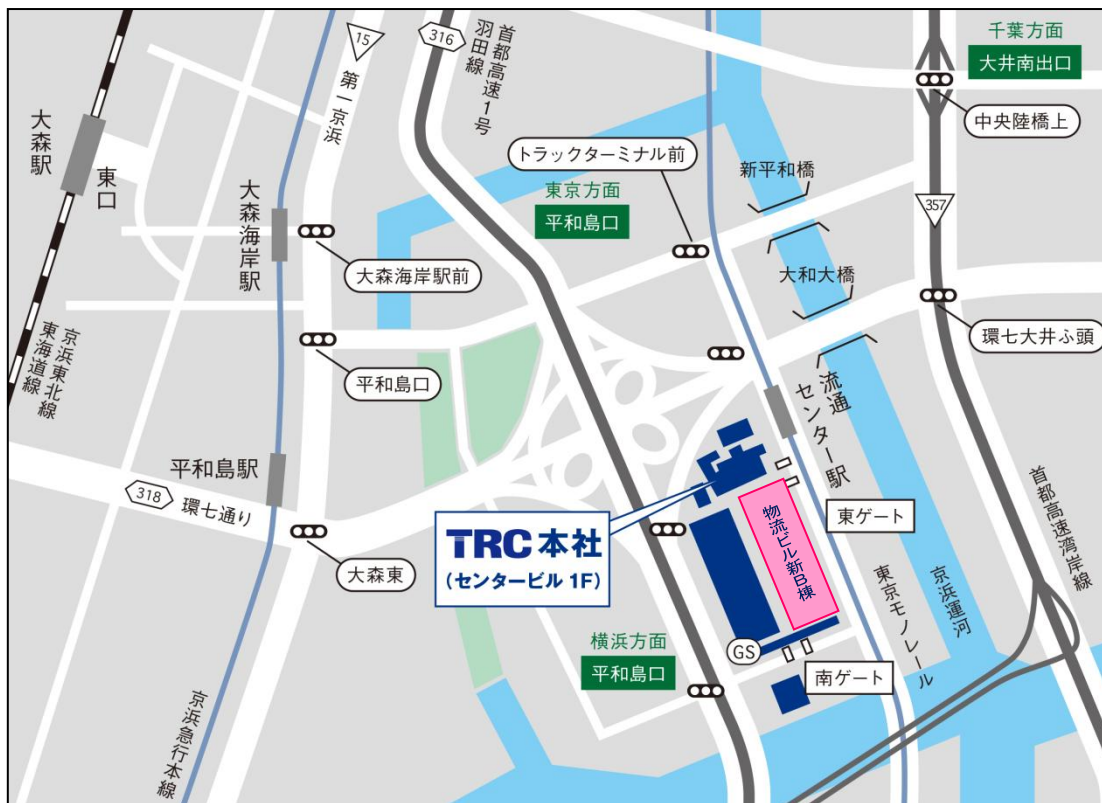 15
第一京浜
316
首都高速1号
羽田線
千葉方面
大井南出口
中央陸橋上
大森駅
東口
大森海岸駅
トラックターミナル前
新平和橋
東京方面
平和島口
357
大森海岸駅前
大和大橋
京浜東北線
東海道線
平和島口
環七大井ふ頭
流通
センター駅
平和島駅
318
環七通り
大森東
TRC本社
(センタービル 1F)
物流ビル新B棟
東ゲート
首都高速湾岸線
京浜運河
東京モノレール
横浜方面
平和島口
GS
南ゲート
京浜急行本線